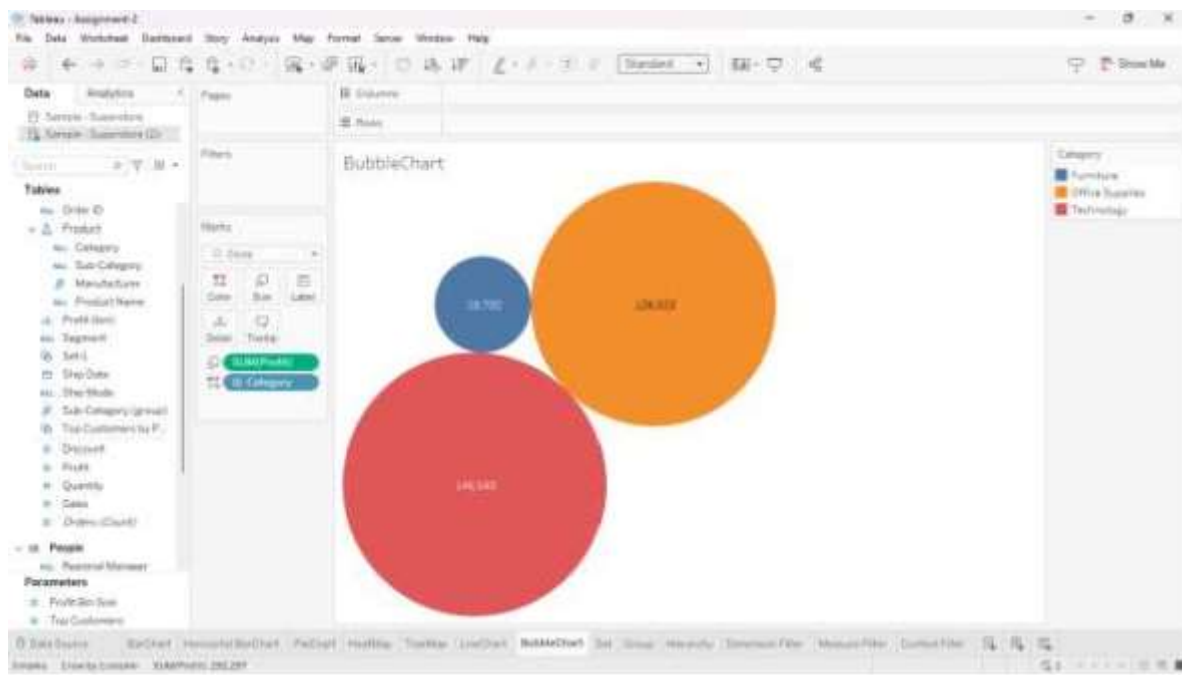 Tableau - Assignment-2
File Data Worksheet Dashboard Story Analysis Map Format Server Window Help
Standard
Show Me
Data Analytics
Pages
Columns
Sample - Superstore
Sample - Superstore (2)
Rows
Search
Filters
BubbleChart
Category
Furniture
Office Supplies
Technology
Tables
Order ID
Product
Category
Sub-Category
Manufacturer
Product Name
Profit (bin)
Segment
Set 1
Ship Date
Ship Mode
Sub-Category (group)
Top Customers by P...
Discount
Profit
Quantity
Sales
Orders (Count)
People
Regional Manager
Parameters
Profit Bin Size
Top Customers
Marks
Circle
Color Size Label
Detail Tooltip
SUM(Profit)
Category
Data Source BarChart HorizontalBarChart PieChart HeatMap TreeMap LineChart BubbleChart Set Group Hierarchy Dimension Filter Measure Filter Context Filter